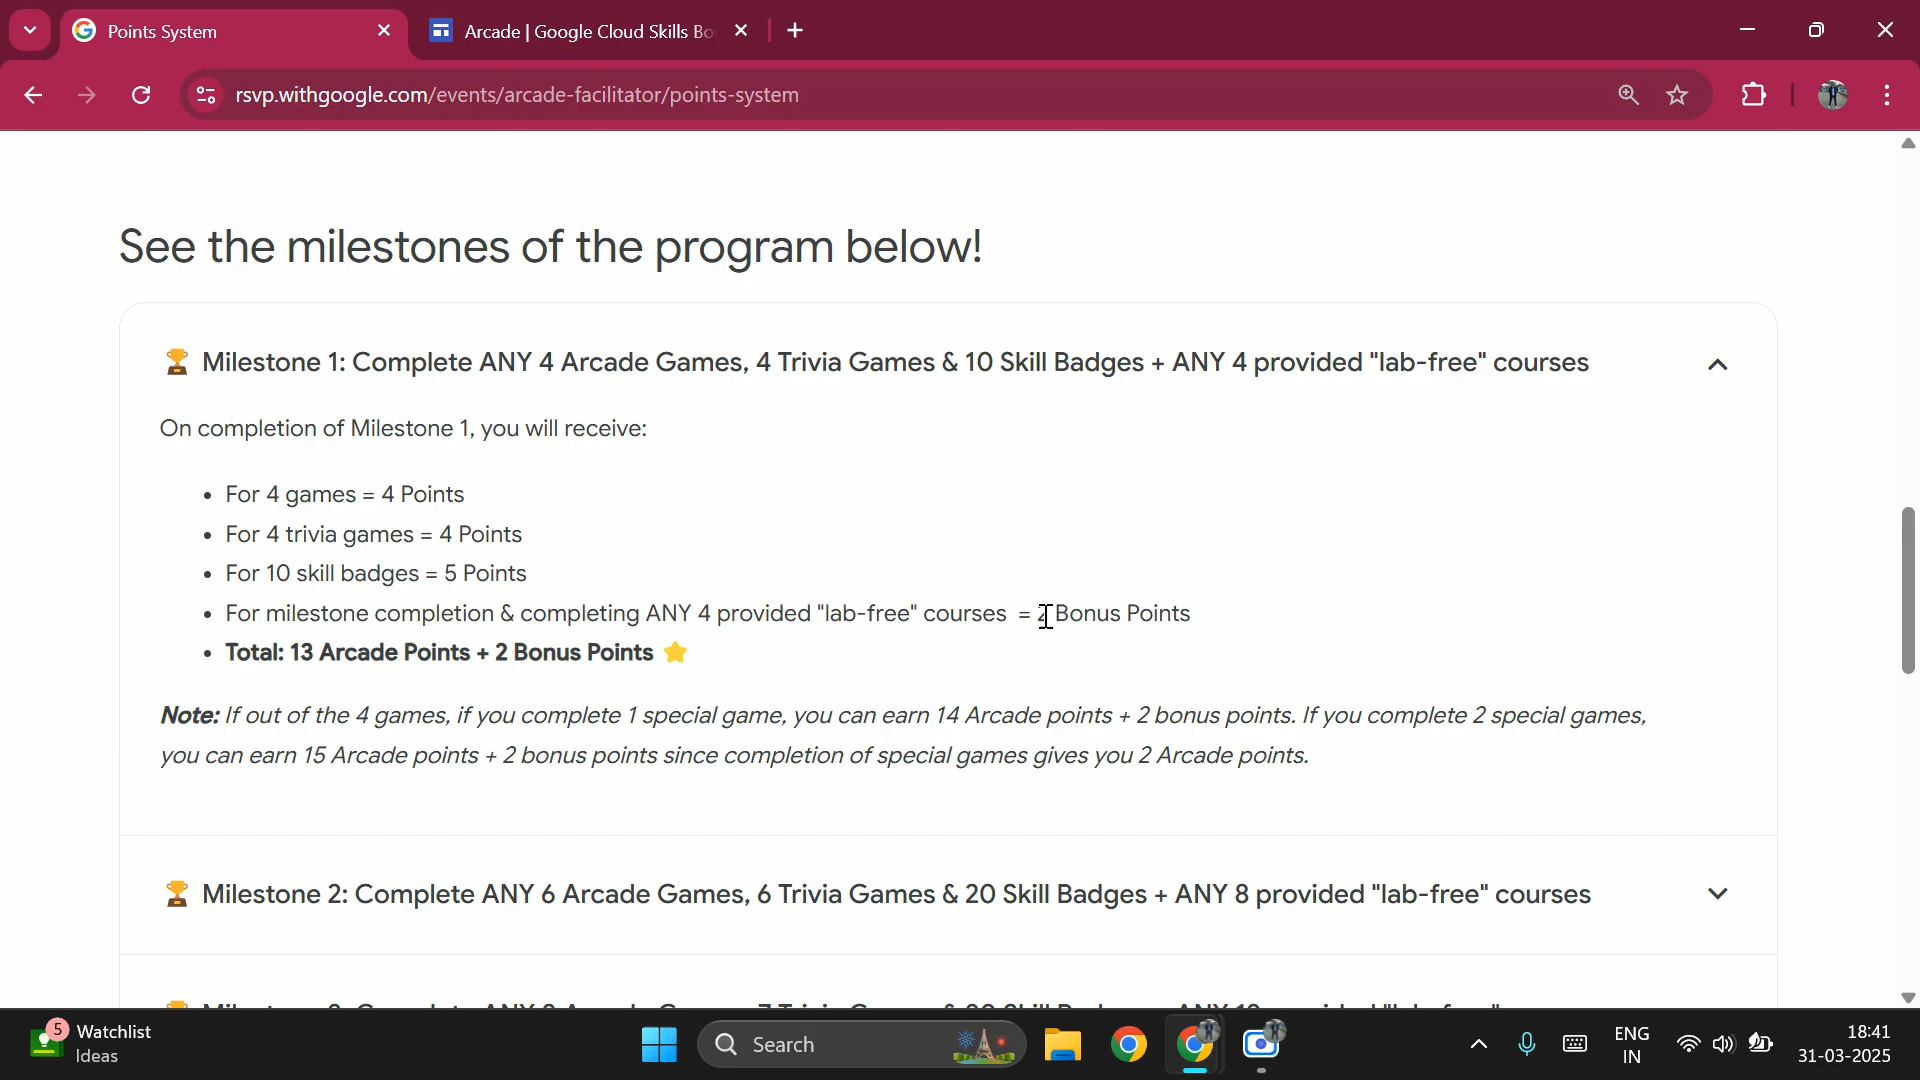 Points System
Arcade | Google Cloud Skills Bo
rsvp.withgoogle.com/events/arcade-facilitator/points-system
See the milestones of the program below!
🏆 Milestone 1: Complete ANY 4 Arcade Games, 4 Trivia Games & 10 Skill Badges + ANY 4 provided "lab-free" courses
On completion of Milestone 1, you will receive:
• For 4 games = 4 Points
• For 4 trivia games = 4 Points
• For 10 skill badges = 5 Points
• For milestone completion & completing ANY 4 provided "lab-free" courses = 2 Bonus Points
• Total: 13 Arcade Points + 2 Bonus Points ⭐
Note: If out of the 4 games, if you complete 1 special game, you can earn 14 Arcade points + 2 bonus points. If you complete 2 special games,
you can earn 15 Arcade points + 2 bonus points since completion of special games gives you 2 Arcade points.
🏆 Milestone 2: Complete ANY 6 Arcade Games, 6 Trivia Games & 20 Skill Badges + ANY 8 provided "lab-free" courses
5
Watchlist
Ideas
Search
ENG
IN
18:41
31-03-2025